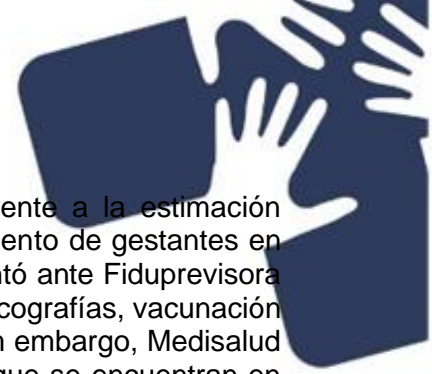 ente a la estimación
ento de gestantes en
ntó ante Fiduprevisora
cografías, vacunación
n embargo, Medisalud
que se encuentran en